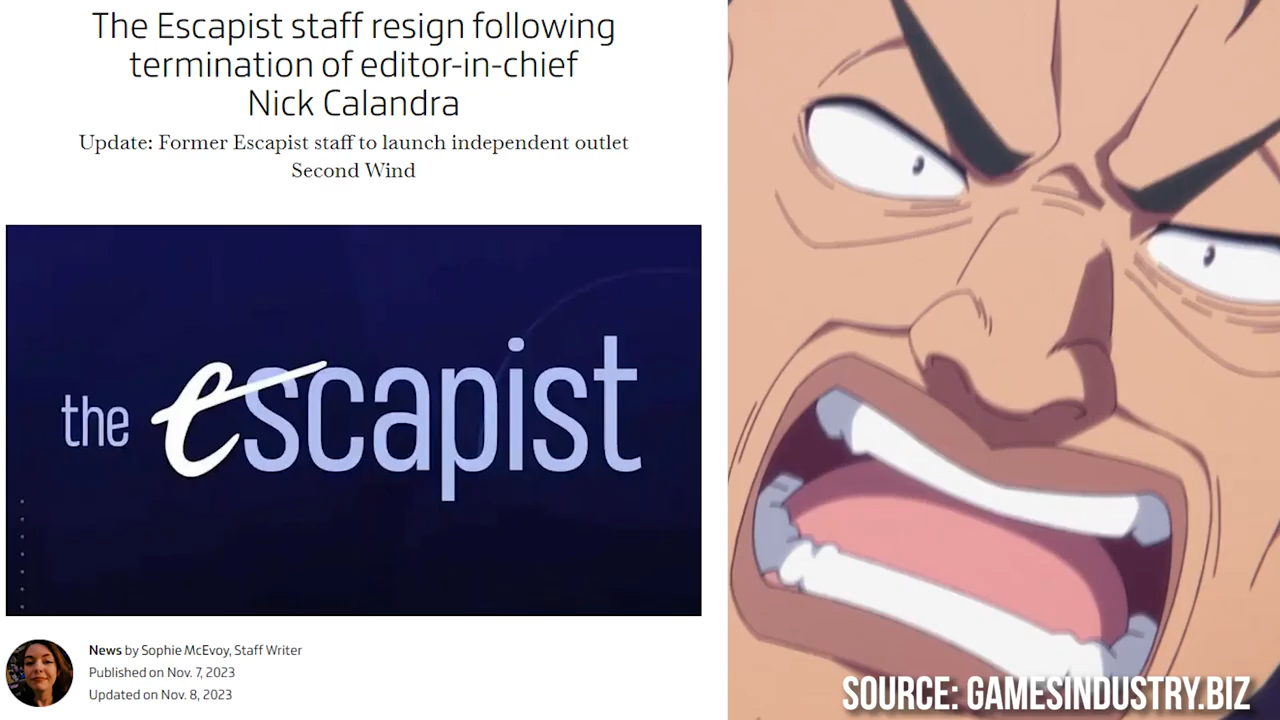 The Escapist staff resign following
termination of editor-in-chief
Nick Calandra
Update: Former Escapist staff to launch independent outlet
Second Wind
the escapist
News by Sophie McEvoy, Staff Writer
Published on Nov. 7, 2023
Updated on Nov. 8, 2023
SOURCE: GAMESINDUSTRY.BIZ